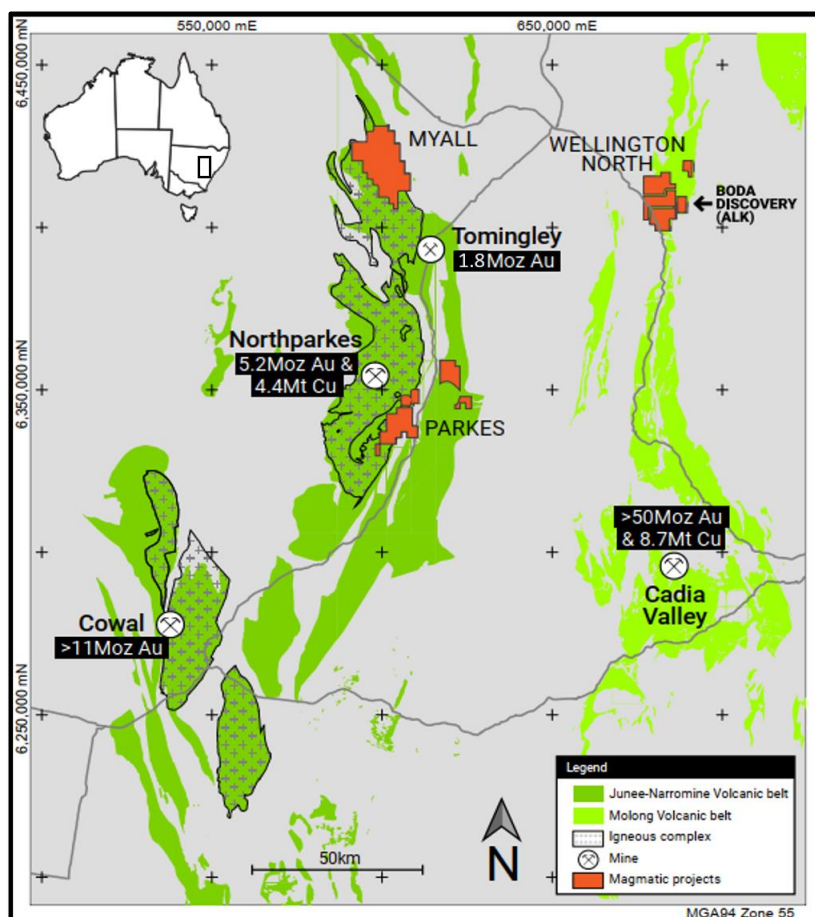 550,000 mE
650,000 mE
6,450,000 mN
MYALL
WELLINGTON
NORTH
BODA
DISCOVERY
(ALK)
Tomingley
1.8Moz Au
Northparkes
5.2Moz Au &
4.4Mt Cu
6,350,000 mN
PARKES
>50Moz Au
& 8.7Mt Cu
Cadia
Valley
Cowal
>11Moz Au
6,250,000 mN
Legend
Junee-Narromine Volcanic belt
Molong Volcanic belt
Igneous complex
Mine
Magmatic projects
N
50km
MGA94 Zone 55